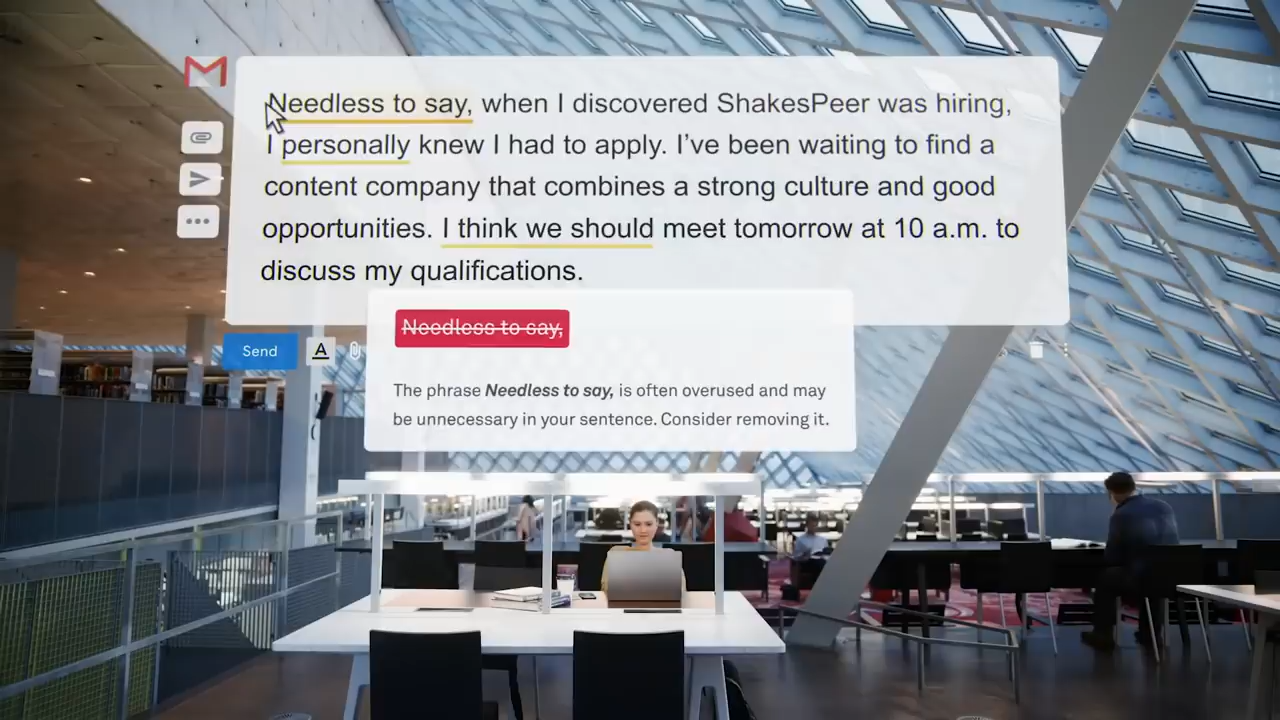 Needless to say, when I discovered ShakesPeer was hiring,
I personally knew I had to apply. I’ve been waiting to find a
content company that combines a strong culture and good
opportunities. I think we should meet tomorrow at 10 a.m. to
discuss my qualifications.
Needless to say,
Send A
The phrase Needless to say, is often overused and may
be unnecessary in your sentence. Consider removing it.